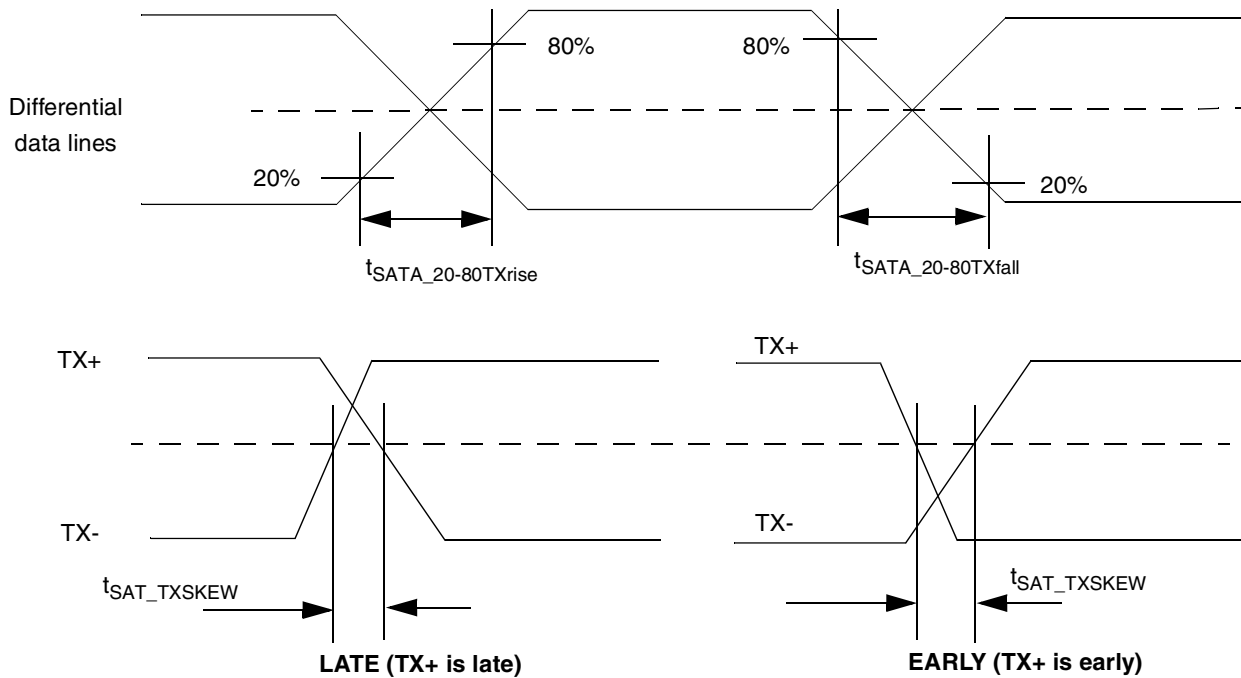 80%
80%
Differential
data lines
20%
20%
tSATA_20-80TXrise
tSATA_20-80TXfall
TX+
TX+
TX-
TX-
tSAT_TXSKEW
tSAT_TXSKEW
LATE (TX+ is late)
EARLY (TX+ is early)